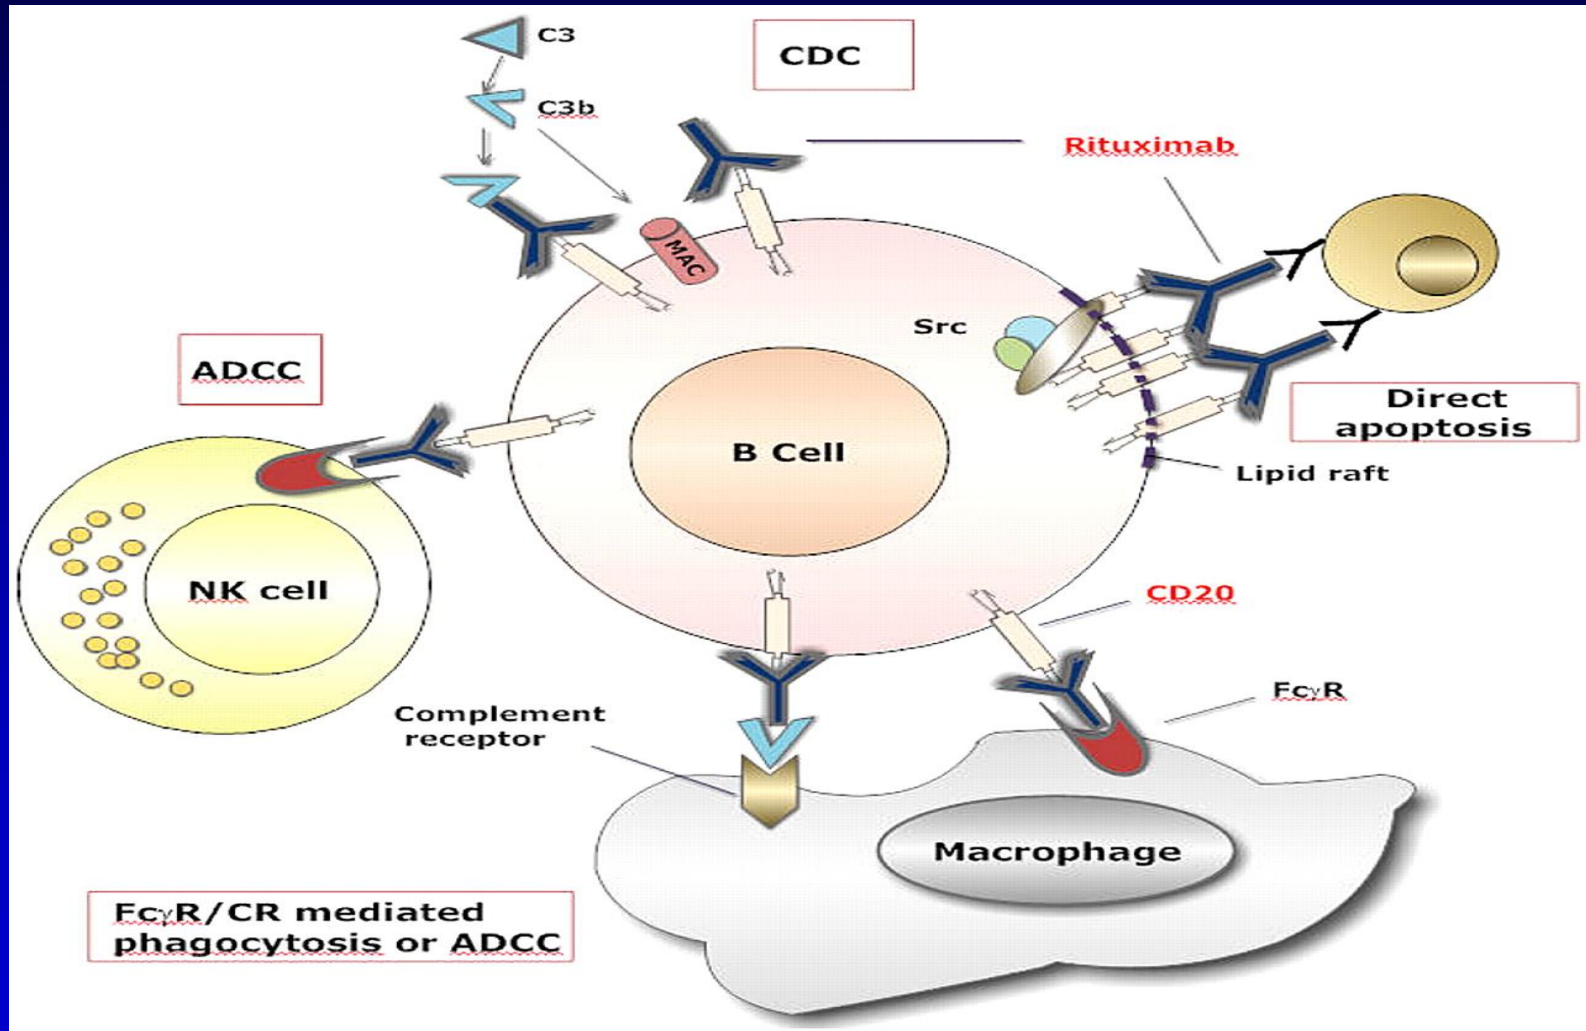 C3
CDC
C3b
Rituximab
MAC
Src
ADCC
Direct
apoptosis
B Cell
Lipid raft
NK cell
CD20
FcγR
Complement
receptor
Macrophage
FcγR/CR mediated
phagocytosis or ADCC